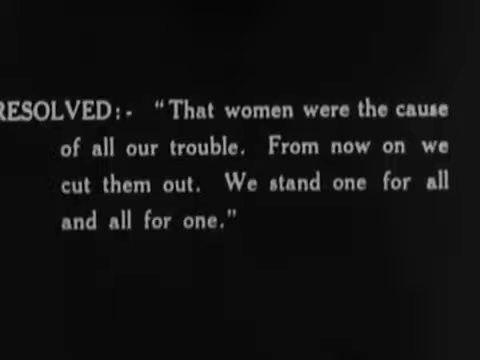 RESOLVED:- "That women were the cause
of all our trouble. From now on we
cut them out. We stand one for all
and all for one."